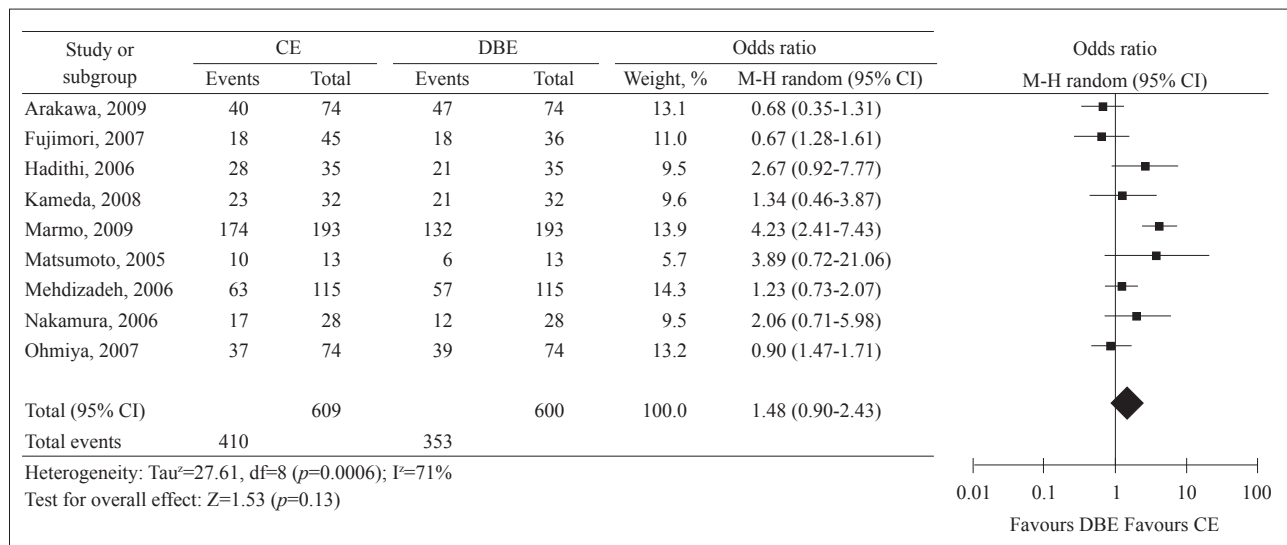 Study or subgroup CE DBE Odds ratio Odds ratio
Events Total Events Total Weight, % M-H random (95% CI) M-H random (95% CI)
Arakawa, 2009 40 74 47 74 13.1 0.68 (0.35-1.31)
Fujimori, 2007 18 45 18 36 11.0 0.67 (1.28-1.61)
Hadithi, 2006 28 35 21 35 9.5 2.67 (0.92-7.77)
Kameda, 2008 23 32 21 32 9.6 1.34 (0.46-3.87)
Marmo, 2009 174 193 132 193 13.9 4.23 (2.41-7.43)
Matsumoto, 2005 10 13 6 13 5.7 3.89 (0.72-21.06)
Mehdizadeh, 2006 63 115 57 115 14.3 1.23 (0.73-2.07)
Nakamura, 2006 17 28 12 28 9.5 2.06 (0.71-5.98)
Ohmiya, 2007 37 74 39 74 13.2 0.90 (1.47-1.71)
Total (95% CI) 609 600 100.0 1.48 (0.90-2.43)
Total events 410 353
Heterogeneity: Tauᶻ=27.61, df=8 (p=0.0006); Iᶻ=71%
Test for overall effect: Z=1.53 (p=0.13)
0.01 0.1 1 10 100
Favours DBE Favours CE